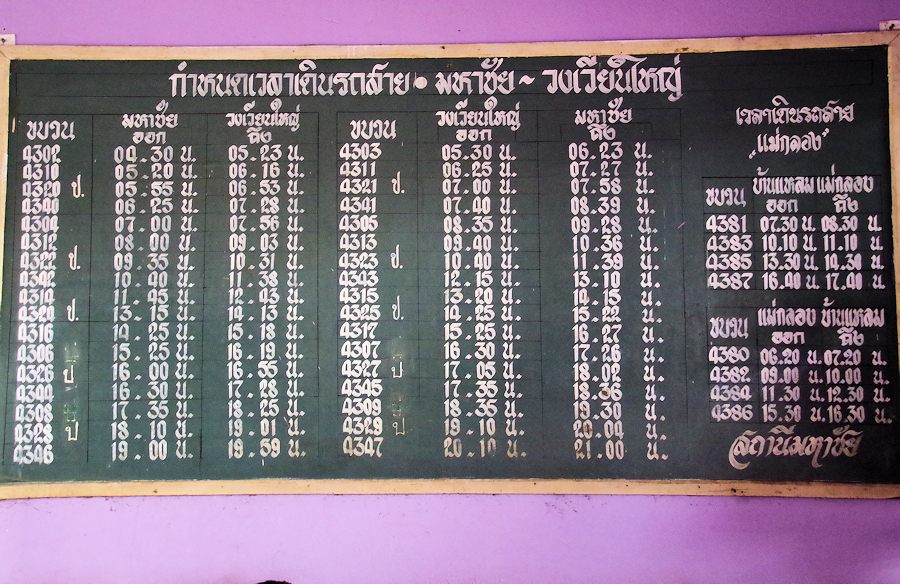 กำหนดเวลาเดินรถสาย • มหาชัย ~ วงเวียนใหญ่
ขบวน มหาชัย ออก วงเวียนใหญ่ ถึง ขบวน วงเวียนใหญ่ ออก มหาชัย ถึง
4302 04.30 น. 05.23 น. 4303 05.30 น. 06.23 น.
4310 05.20 น. 06.16 น. 4311 06.25 น. 07.27 น.
4320 ป. 05.55 น. 06.53 น. 4321 ป. 07.00 น. 07.58 น.
4340 06.25 น. 07.28 น. 4341 07.40 น. 08.39 น.
4304 07.00 น. 07.56 น. 4305 08.35 น. 09.28 น.
4312 08.00 น. 09.03 น. 4313 09.40 น. 10.36 น.
4322 ป. 09.35 น. 10.31 น. 4323 ป. 10.40 น. 11.39 น.
4342 10.40 น. 11.38 น. 4343 12.15 น. 13.10 น.
4314 11.45 น. 12.43 น. 4315 13.20 น. 14.15 น.
4324 ป. 13.15 น. 14.13 น. 4325 ป. 14.25 น. 15.22 น.
4316 14.25 น. 15.18 น. 4317 15.25 น. 16.27 น.
4306 15.25 น. 16.19 น. 4307 16.30 น. 17.26 น.
4326 ป 16.00 น. 16.55 น. 4327 ป 17.05 น. 18.02 น.
4344 16.30 น. 17.28 น. 4345 17.35 น. 18.36 น.
4308 17.35 น. 18.25 น. 4309 18.35 น. 19.30 น.
4328 ป 18.10 น. 19.01 น. 4329 ป 19.10 น. 20.04 น.
4346 19.00 น. 19.59 น. 4347 20.10 น. 21.00 น.
เวลาเดินรถสาย
"แม่กลอง"
ขบวน บ้านแหลม ออก แม่กลอง ถึง
4381 07.30 น. 08.30 น.
4383 10.10 น. 11.10 น.
4385 13.30 น. 14.30 น.
4387 16.40 น. 17.40 น.
ขบวน แม่กลอง ออก บ้านแหลม ถึง
4380 06.20 น. 07.20 น.
4382 09.00 น. 10.00 น.
4384 11.30 น. 12.30 น.
4386 15.30 น. 16.30 น.
สถานีมหาชัย